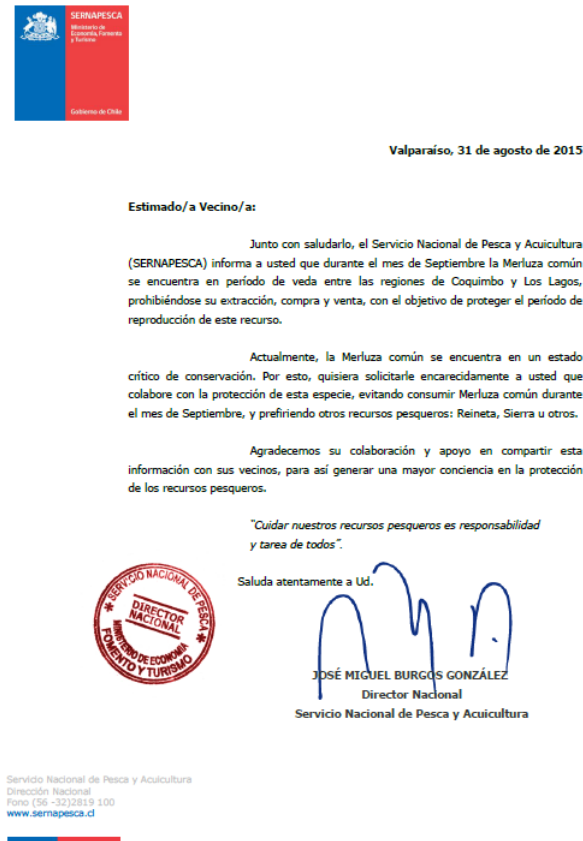 SERNAPESCA
Ministerio de
Economía, Fomento
y Turismo
Gobierno de Chile
Valparaíso, 31 de agosto de 2015
Estimado/a Vecino/a:
Junto con saludarlo, el Servicio Nacional de Pesca y Acuicultura
(SERNAPESCA) informa a usted que durante el mes de Septiembre la Merluza común
se encuentra en período de veda entre las regiones de Coquimbo y Los Lagos,
prohibiéndose su extracción, compra y venta, con el objetivo de proteger el período de
reproducción de este recurso.
Actualmente, la Merluza común se encuentra en un estado
crítico de conservación. Por esto, quisiera solicitarle encarecidamente a usted que
colabore con la protección de esta especie, evitando consumir Merluza común durante
el mes de Septiembre, y prefiriendo otros recursos pesqueros: Reineta, Sierra u otros.
Agradecemos su colaboración y apoyo en compartir esta
información con sus vecinos, para así generar una mayor conciencia en la protección
de los recursos pesqueros.
"Cuidar nuestros recursos pesqueros es responsabilidad
y tarea de todos".
Saluda atentamente a Ud.
SERVICIO NACIONAL DE PESCA
DIRECTOR
NACIONAL
MINISTERIO DE ECONOMIA
FOMENTO Y TURISMO
JOSÉ MIGUEL BURGOS GONZÁLEZ
Director Nacional
Servicio Nacional de Pesca y Acuicultura
Servicio Nacional de Pesca y Acuicultura
Dirección Nacional
Fono (56 -32)2819 100
www.sernapesca.cl